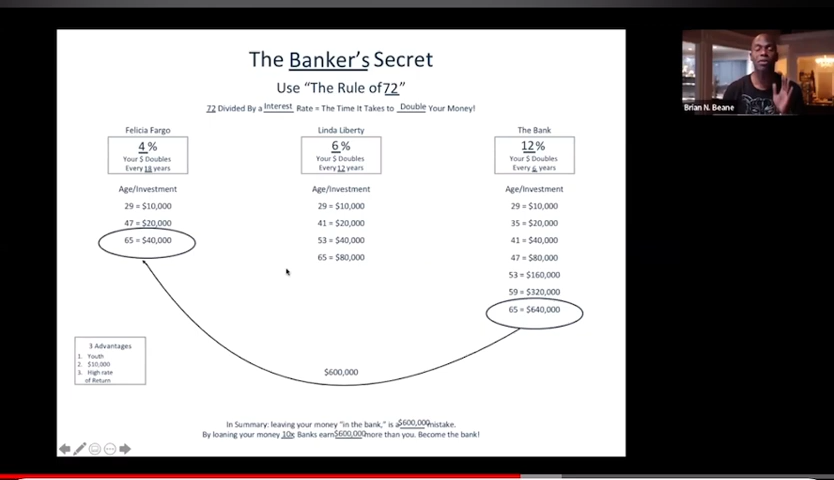 The Banker's Secret
Use "The Rule of 72"
72 Divided By a Interest Rate = The Time It Takes to Double Your Money!
Felicia Fargo
4%
Your $ Doubles
Every 18 years
Age/Investment
29 = $10,000
47 = $20,000
65 = $40,000
Linda Liberty
6%
Your $ Doubles
Every 12 years
Age/Investment
29 = $10,000
41 = $20,000
53 = $40,000
65 = $80,000
The Bank
12%
Your $ Doubles
Every 6 years
Age/Investment
29 = $10,000
35 = $20,000
41 = $40,000
47 = $80,000
53 = $160,000
59 = $320,000
65 = $640,000
3 Advantages
1. Youth
2. $10,000
3. High rate
of Return
$600,000
In Summary: leaving your money "in the bank," is a $600,000 mistake.
By loaning your money 10x Banks earn $600,000 more than you. Become the bank!
Brian N. Beane